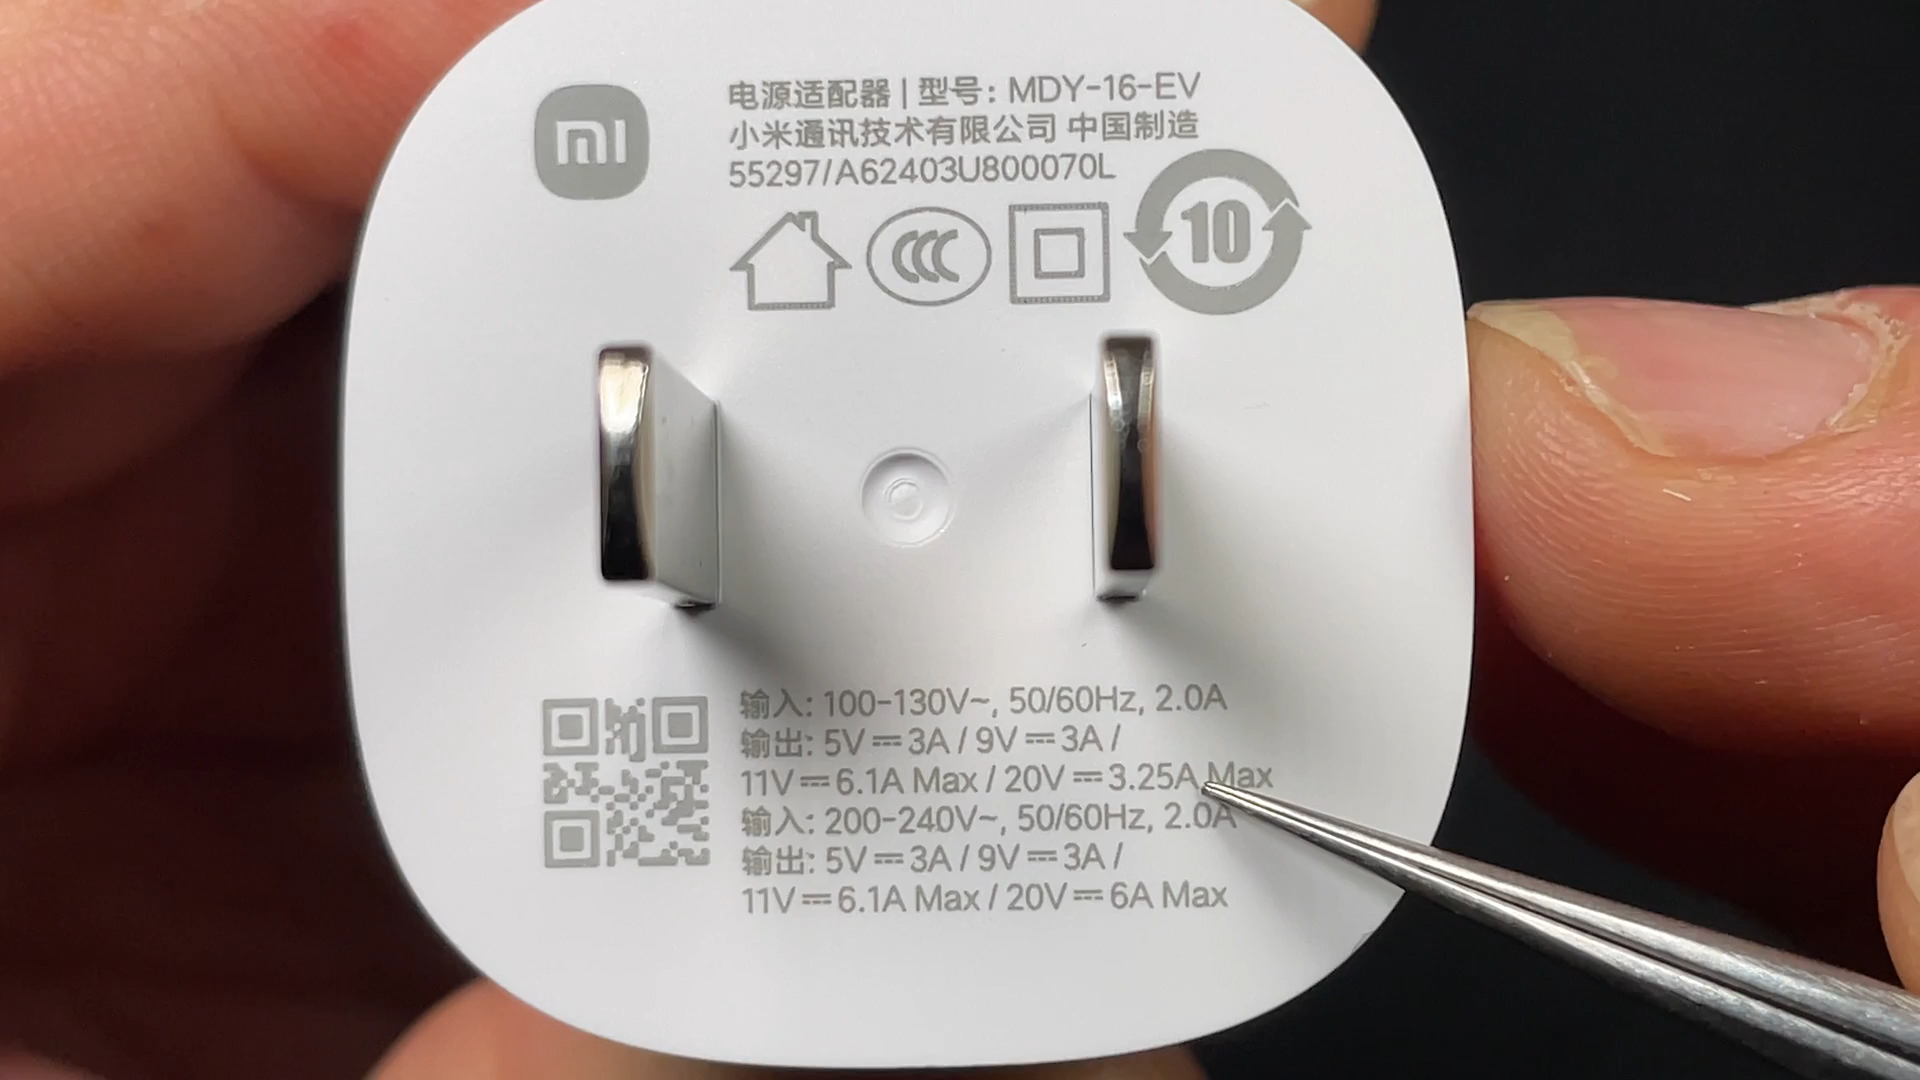 mi
电源适配器 | 型号: MDY-16-EV
小米通讯技术有限公司 中国制造
55297/A62403U800070L
CCC
10
输入: 100-130V~, 50/60Hz, 2.0A
输出: 5V⎓3A / 9V⎓3A /
11V⎓6.1A Max / 20V⎓3.25A Max
输入: 200-240V~, 50/60Hz, 2.0A
输出: 5V⎓3A / 9V⎓3A /
11V⎓6.1A Max / 20V⎓6A Max